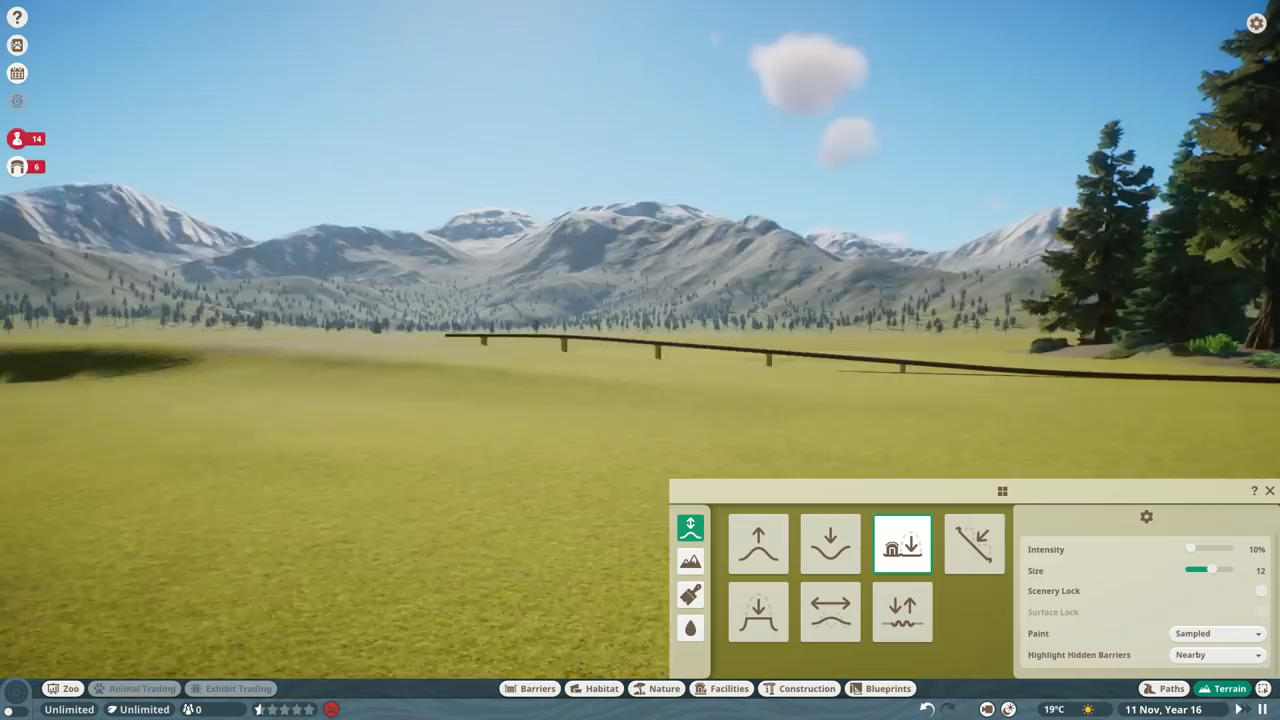 ?
14
6
?
Intensity 10%
Size 12
Scenery Lock
Surface Lock
Paint Sampled
Highlight Hidden Barriers Nearby
Zoo Animal Trading Exhibit Trading Barriers Habitat Nature Facilities Construction Blueprints Paths Terrain
Unlimited Unlimited 0 19°C 11 Nov, Year 16